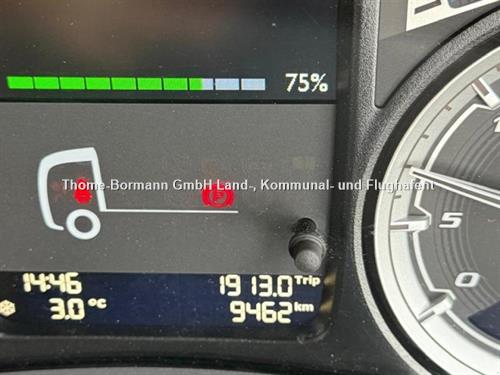 75%
Thome-Bormann GmbH Land-, Kommunal- und Flughafent
P
5
0
14:46 1913.0 Trip
3.0 °C 9462 km